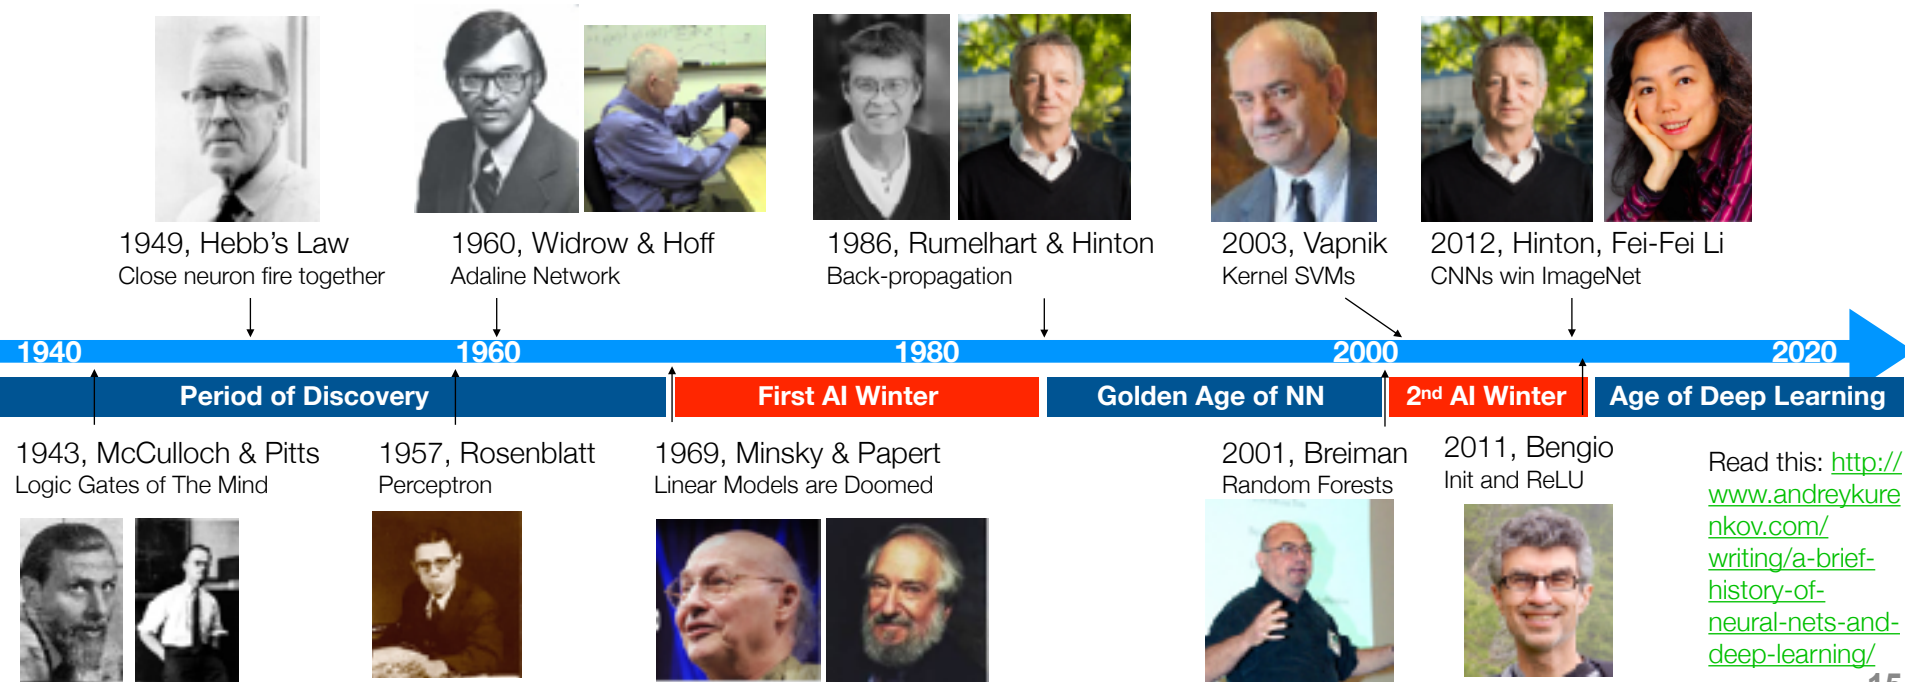 1949, Hebb's Law
Close neuron fire together
1960, Widrow & Hoff
Adaline Network
1986, Rumelhart & Hinton
Back-propagation
2003, Vapnik
Kernel SVMs
2012, Hinton, Fei-Fei Li
CNNs win ImageNet
1940
1960
1980
2000
2020
Period of Discovery
First AI Winter
Golden Age of NN
2nd AI Winter
Age of Deep Learning
1943, McCulloch & Pitts
Logic Gates of The Mind
1957, Rosenblatt
Perceptron
1969, Minsky & Papert
Linear Models are Doomed
2001, Breiman
Random Forests
2011, Bengio
Init and ReLU
Read this: http://
www.andreykure
nkov.com/
writing/a-brief-
history-of-
neural-nets-and-
deep-learning/
15